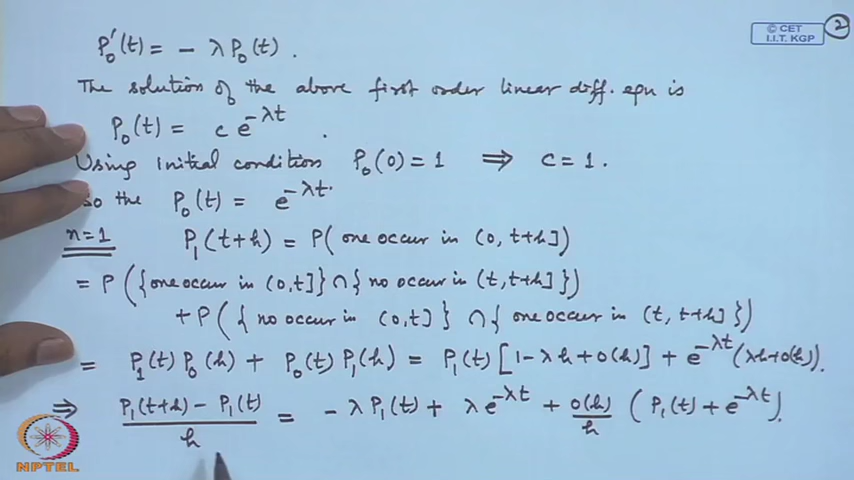 © CET
I.I.T. KGP
2
P₀'(t) = − λ P₀(t) .
The solution of the above first order linear diff. eqn is
P₀(t) = c e^{−λt} .
Using initial condition P₀(0) = 1 ⟹ c = 1 .
so the P₀(t) = e^{−λt} .
n=1 P₁(t+h) = P( one occur in (0, t+h])
= P ( {one occur in (0,t]} ∩ { no occur in (t, t+h] })
+ P ( { no occur in (0,t] } ∩ { one occur in (t, t+h] })
= P₁(t) P₀(h) + P₀(t) P₁(h) = P₁(t) [1−λh + o(h)] + e^{−λt} (λh + o(h)) .
⟹ P₁(t+h) − P₁(t) / h = − λ P₁(t) + λ e^{−λt} + o(h)/h ( P₁(t) + e^{−λt} ) .
NPTEL